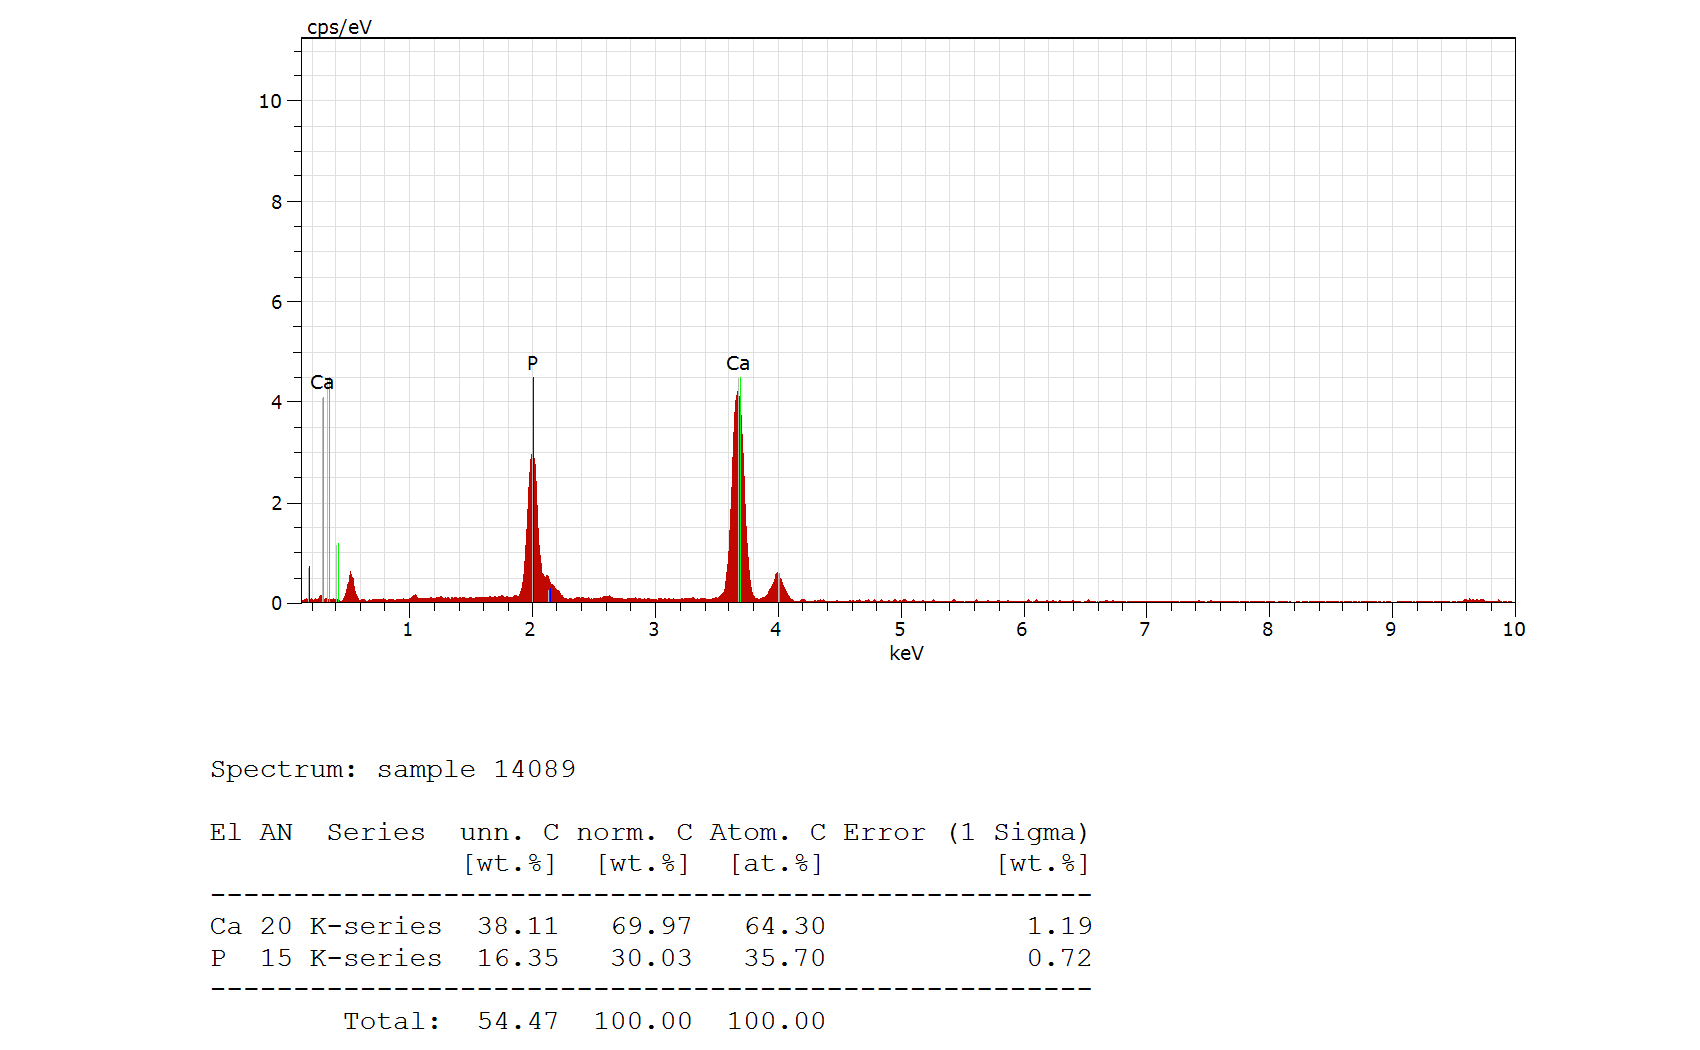 cps/eV
10
8
6
4
2
0
Ca
P
Ca
1 2 3 4 5 6 7 8 9 10
keV
Spectrum: sample 14089
El AN Series unn. C norm. C Atom. C Error (1 Sigma)
[wt.%] [wt.%] [at.%] [wt.%]
Ca 20 K-series 38.11 69.97 64.30 1.19
P 15 K-series 16.35 30.03 35.70 0.72
Total: 54.47 100.00 100.00